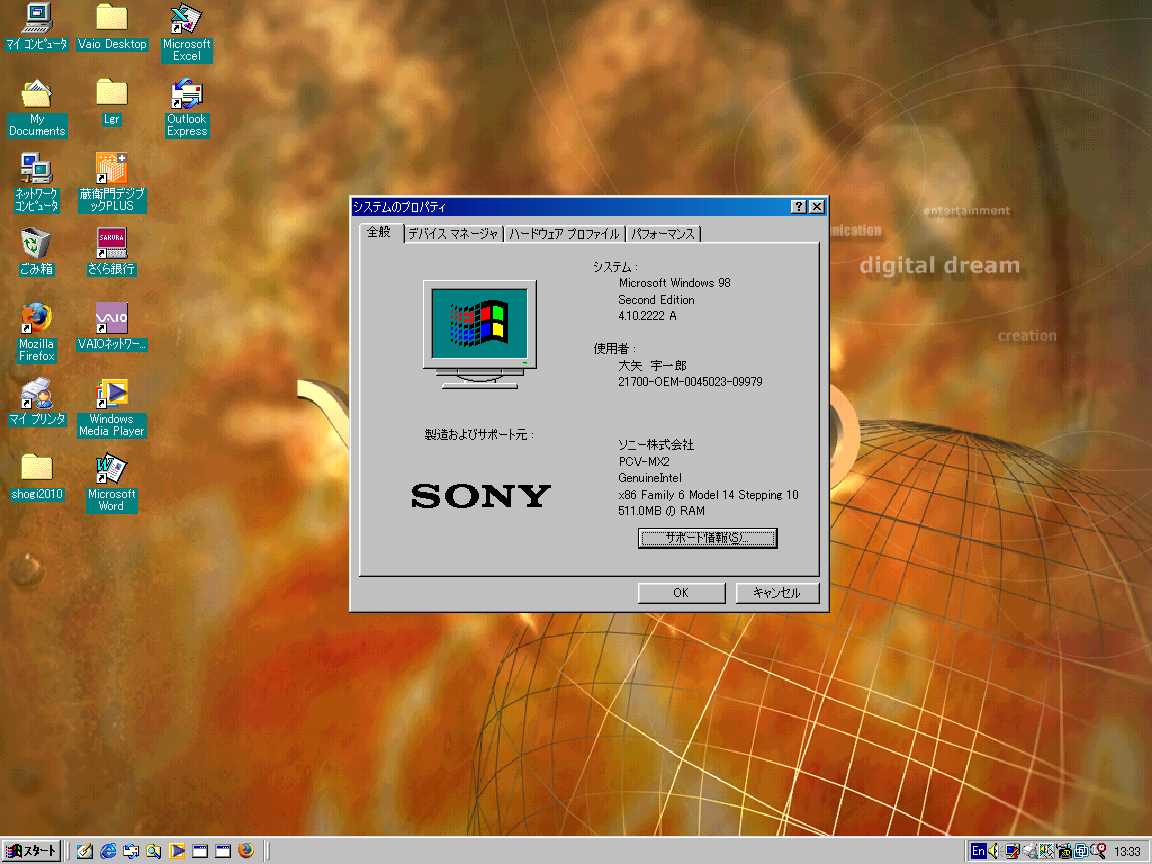 マイ コンピュータ
Vaio Desktop
Microsoft
Excel
My
Documents
Lgr
Outlook
Express
ネットワーク
コンピュータ
蔵衛門デジブ
ックPLUS
ごみ箱
SAKURA
さくら銀行
Mozilla
Firefox
VAIO
VAIOネットワー...
マイ プリンタ
Windows
Media Player
shogi2010
Microsoft
Word
システムのプロパティ
全般
デバイス マネージャ
ハードウェア プロファイル
パフォーマンス
システム :
Microsoft Windows 98
Second Edition
4.10.2222 A
使用者 :
大矢 宇一郎
21700-OEM-0045023-09979
製造およびサポート元 :
SONY
ソニー株式会社
PCV-MX2
GenuineIntel
x86 Family 6 Model 14 Stepping 10
511.0MB の RAM
サポート情報(S)...
OK
キャンセル
entertainment
digital dream
creation
スタート
En
13:33